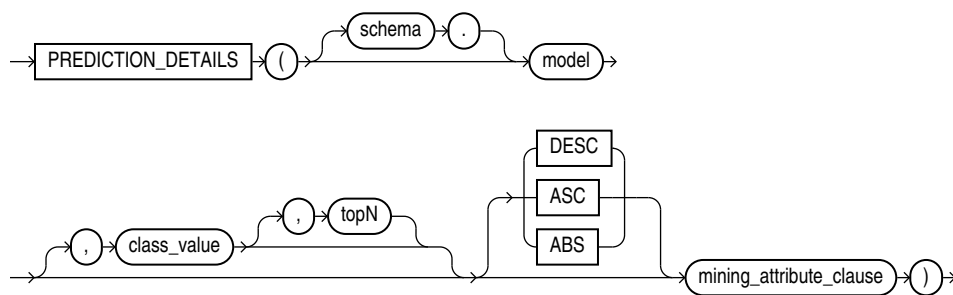 schema .
PREDICTION_DETAILS ( model
DESC
, topN ASC
, class_value ABS
mining_attribute_clause )